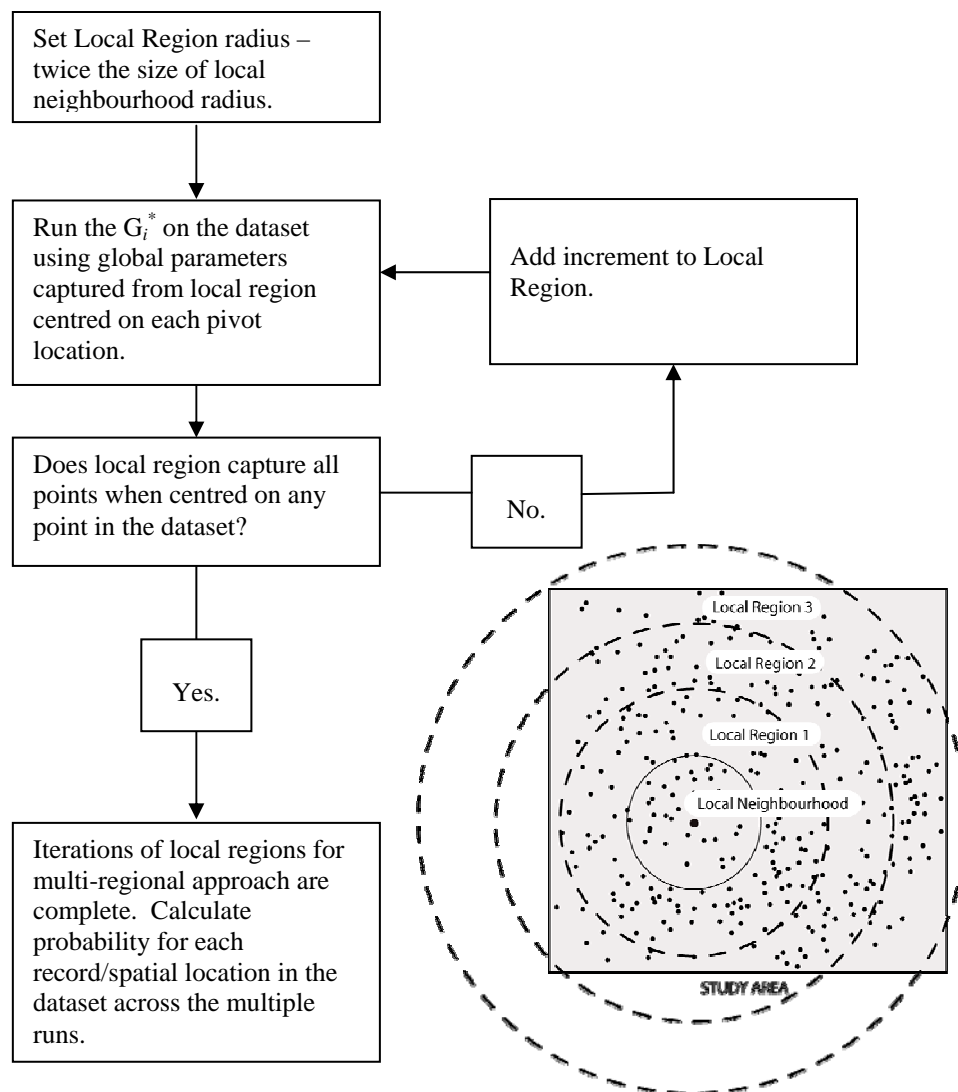 Set Local Region radius –
twice the size of local
neighbourhood radius.
Run the Gi* on the dataset
using global parameters
captured from local region
centred on each pivot
location.
Add increment to Local
Region.
Does local region capture all
points when centred on any
point in the dataset?
No.
Yes.
Iterations of local regions for
multi-regional approach are
complete. Calculate
probability for each
record/spatial location in the
dataset across the multiple
runs.
Local Region 3
Local Region 2
Local Region 1
Local Neighbourhood
STUDY AREA